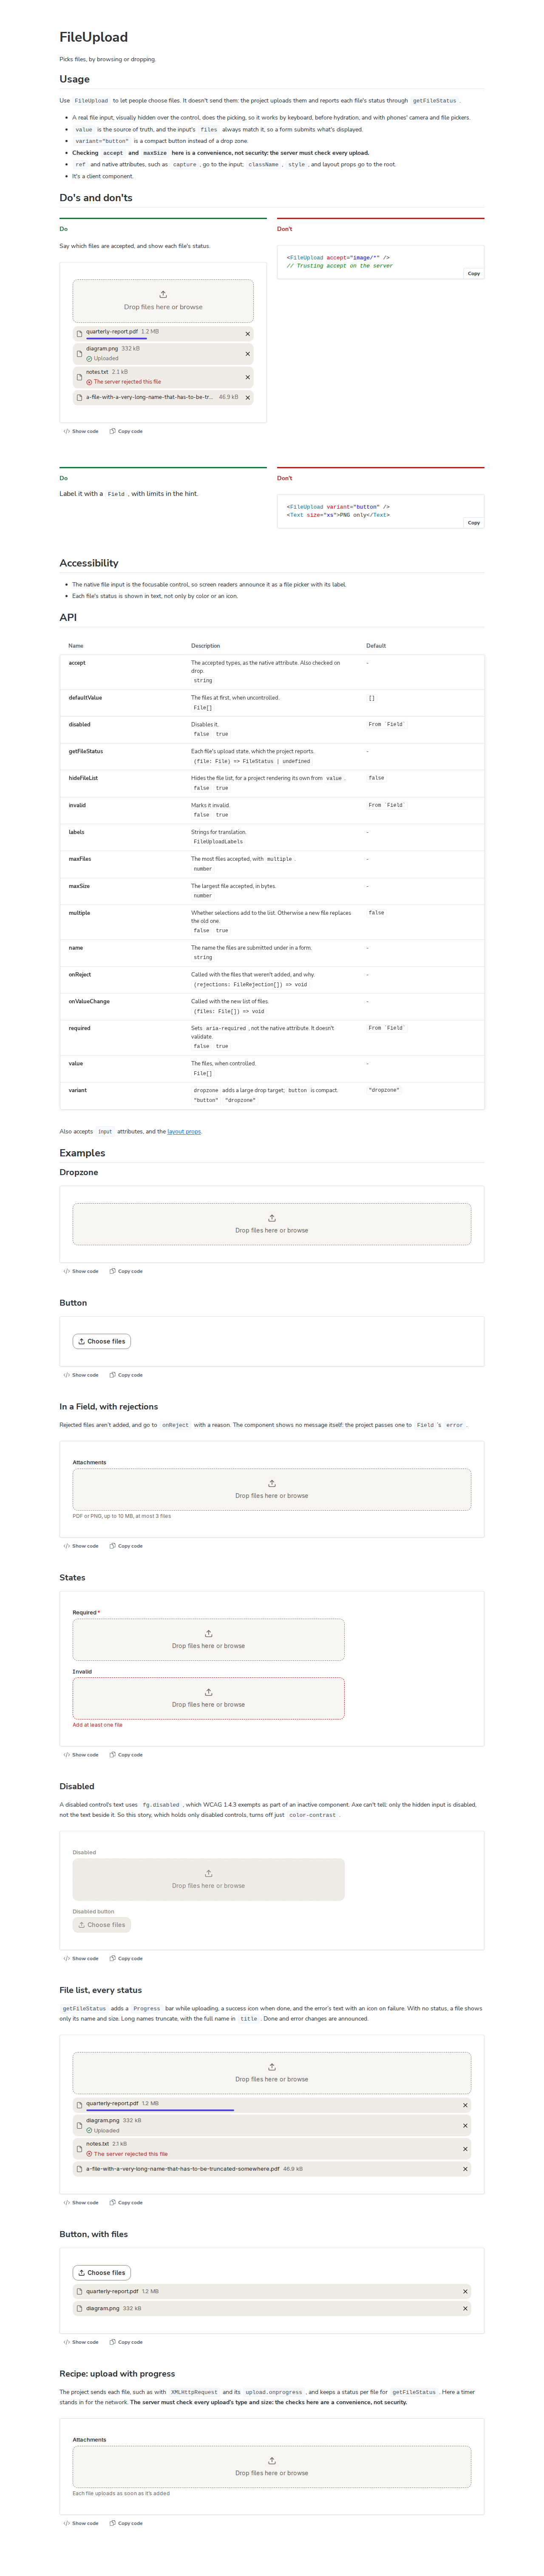 FileUpload
Picks files, by browsing or dropping.
Usage
Use FileUpload to let people choose files. It doesn't send them: the project uploads them and reports each file's status through getFileStatus.
A real file input, visually hidden over the control, does the picking, so it works by keyboard, before hydration, and with phones' camera and file pickers.
value is the source of truth, and the input's files always match it, so a form submits what's displayed.
variant="button" is a compact button instead of a drop zone.
Checking accept and maxSize here is a convenience, not security: the server must check every upload.
ref and native attributes, such as capture, go to the input; className, style, and layout props go to the root.
It's a client component.
Do's and don'ts
Do
Say which files are accepted, and show each file's status.
Drop files here or browse
quarterly-report.pdf 1.2 MB
diagram.png 332 kB
Uploaded
notes.txt 2.1 kB
The server rejected this file
a-file-with-a-very-long-name-that-has-to-be-tr... 46.9 kB
Show code Copy code
Don't
<FileUpload accept="image/*" />
// Trusting accept on the server
Copy
Do
Label it with a Field, with limits in the hint.
Don't
<FileUpload variant="button" />
<Text size="xs">PNG only</Text>
Copy
Accessibility
The native file input is the focusable control, so screen readers announce it as a file picker with its label.
Each file's status is shown in text, not only by color or an icon.
API
Name Description Default
accept The accepted types, as the native attribute. Also checked on -
drop.
string
defaultValue The files at first, when uncontrolled. []
File[]
disabled Disables it. From `Field`
false true
getFileStatus Each file's upload state, which the project reports. -
(file: File) => FileStatus | undefined
hideFileList Hides the file list, for a project rendering its own from value. false
false true
invalid Marks it invalid. From `Field`
false true
labels Strings for translation. -
FileUploadLabels
maxFiles The most files accepted, with multiple. -
number
maxSize The largest file accepted, in bytes. -
number
multiple Whether selections add to the list. Otherwise a new file replaces false
the old one.
false true
name The name the files are submitted under in a form. -
string
onReject Called with the files that weren't added, and why. -
(rejections: FileRejection[]) => void
onValueChange Called with the new list of files. -
(files: File[]) => void
required Sets aria-required, not the native attribute. It doesn't From `Field`
validate.
false true
value The files, when controlled. -
File[]
variant dropzone adds a large drop target; button is compact. "dropzone"
"button" "dropzone"
Also accepts input attributes, and the layout props.
Examples
Dropzone
Drop files here or browse
Show code Copy code
Button
Choose files
Show code Copy code
In a Field, with rejections
Rejected files aren't added, and go to onReject with a reason. The component shows no message itself: the project passes one to Field's error.
Attachments
Drop files here or browse
PDF or PNG, up to 10 MB, at most 3 files
Show code Copy code
States
Required *
Drop files here or browse
Invalid
Drop files here or browse
Add at least one file
Show code Copy code
Disabled
A disabled control's text uses fg.disabled, which WCAG 1.4.3 exempts as part of an inactive component. Axe can't tell: only the hidden input is disabled,
not the text beside it. So this story, which holds only disabled controls, turns off just color-contrast.
Disabled
Drop files here or browse
Disabled button
Choose files
Show code Copy code
File list, every status
getFileStatus adds a Progress bar while uploading, a success icon when done, and the error's text with an icon on failure. With no status, a file shows
only its name and size. Long names truncate, with the full name in title. Done and error changes are announced.
Drop files here or browse
quarterly-report.pdf 1.2 MB
diagram.png 332 kB
Uploaded
notes.txt 2.1 kB
The server rejected this file
a-file-with-a-very-long-name-that-has-to-be-truncated-somewhere.pdf 46.9 kB
Show code Copy code
Button, with files
Choose files
quarterly-report.pdf 1.2 MB
diagram.png 332 kB
Show code Copy code
Recipe: upload with progress
The project sends each file, such as with XMLHttpRequest and its upload.onprogress, and keeps a status per file for getFileStatus. Here a timer
stands in for the network. The server must check every upload's type and size: the checks here are a convenience, not security.
Attachments
Drop files here or browse
Each file uploads as soon as it's added
Show code Copy code